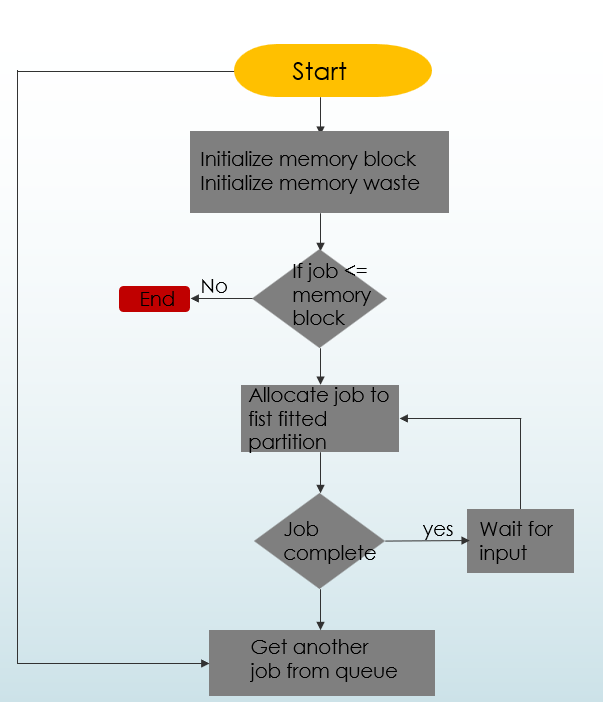 Start
Initialize memory block
Initialize memory waste
If job <=
memory
block
No
End
Allocate job to
fist fitted
partition
Job
complete
yes
Wait for
input
Get another
job from queue